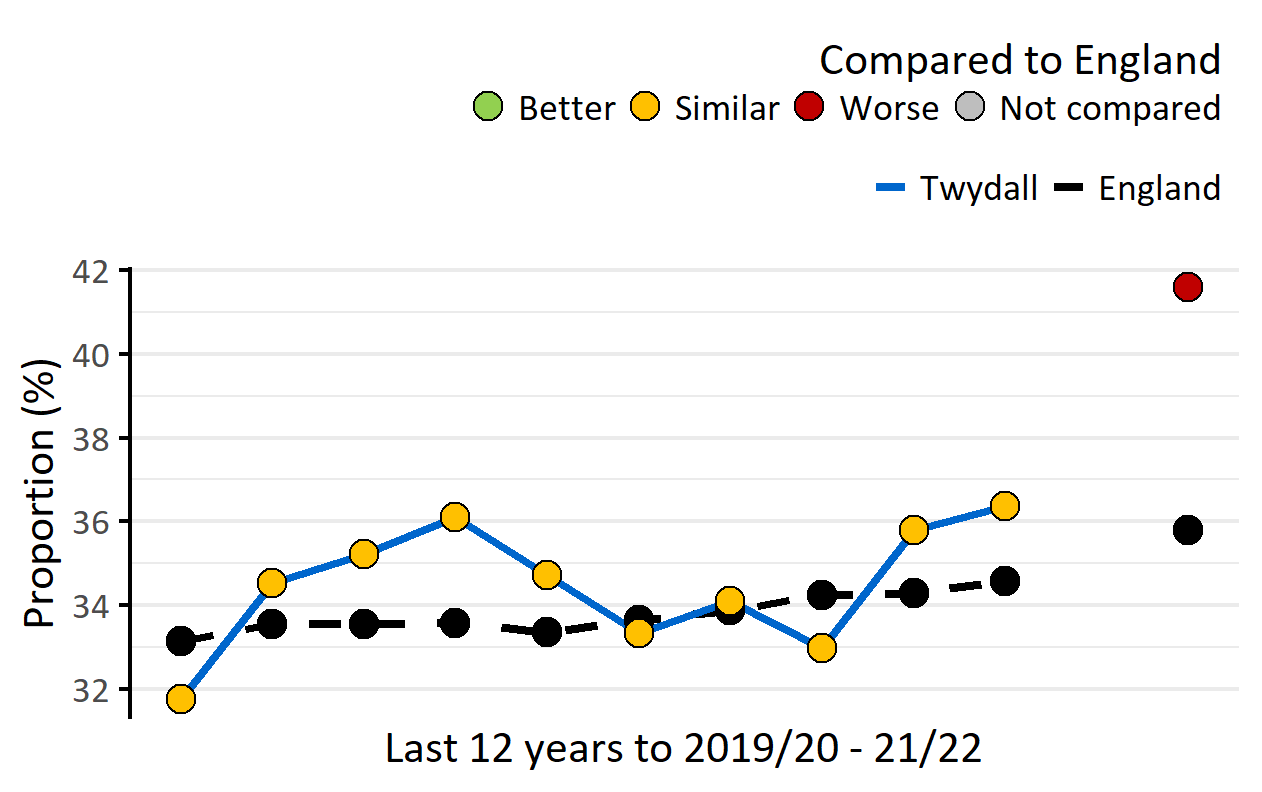 Compared to England
Better Similar Worse Not compared
Twydall England
42
40
38
36
34
32
Proportion (%)
Last 12 years to 2019/20 - 21/22